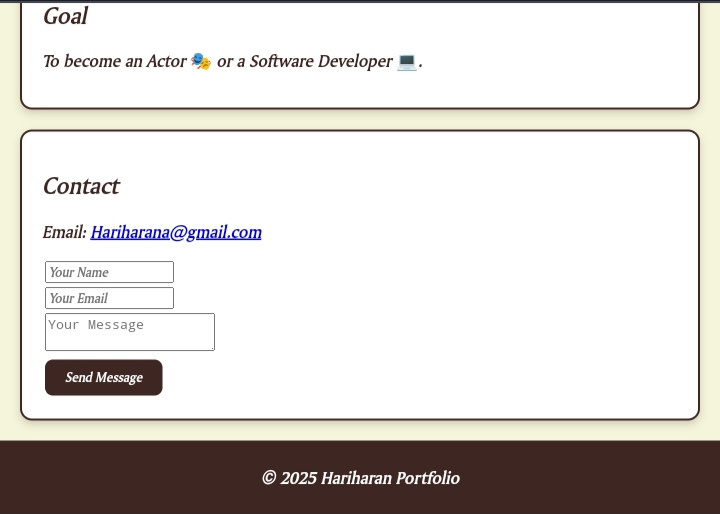 Goal
To become an Actor 🎭 or a Software Developer 💻.
Contact
Email: Hariharana@gmail.com
Your Name
Your Email
Your Message
Send Message
© 2025 Hariharan Portfolio